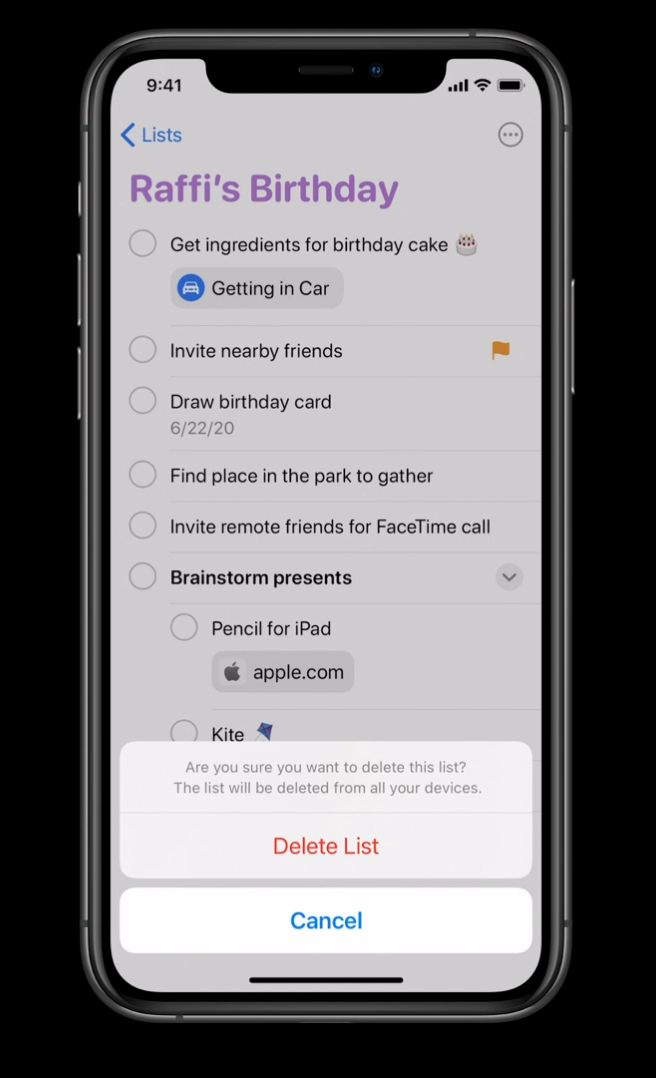 9:41
Lists
Raffi's Birthday
Get ingredients for birthday cake 🎂
Getting in Car
Invite nearby friends
Draw birthday card
6/22/20
Find place in the park to gather
Invite remote friends for FaceTime call
Brainstorm presents
Pencil for iPad
apple.com
Kite 🪁
Are you sure you want to delete this list?
The list will be deleted from all your devices.
Delete List
Cancel